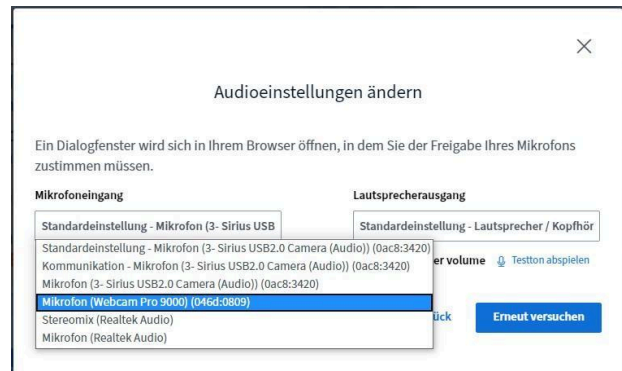 Audioeinstellungen ändern
Ein Dialogfenster wird sich in Ihrem Browser öffnen, in dem Sie der Freigabe Ihres Mikrofons
zustimmen müssen.
Mikrofoneingang
Lautsprecherausgang
Standardeinstellung - Mikrofon (3- Sirius USB
Standardeinstellung - Lautsprecher / Kopfhör
Standardeinstellung - Mikrofon (3- Sirius USB2.0 Camera (Audio)) (0ac8:3420)
Kommunikation - Mikrofon (3- Sirius USB2.0 Camera (Audio)) (0ac8:3420)
Mikrofon (3- Sirius USB2.0 Camera (Audio)) (0ac8:3420)
Mikrofon (Webcam Pro 9000) (046d:0809)
Stereomix (Realtek Audio)
Mikrofon (Realtek Audio)
er volume Testton abspielen
ück
Erneut versuchen